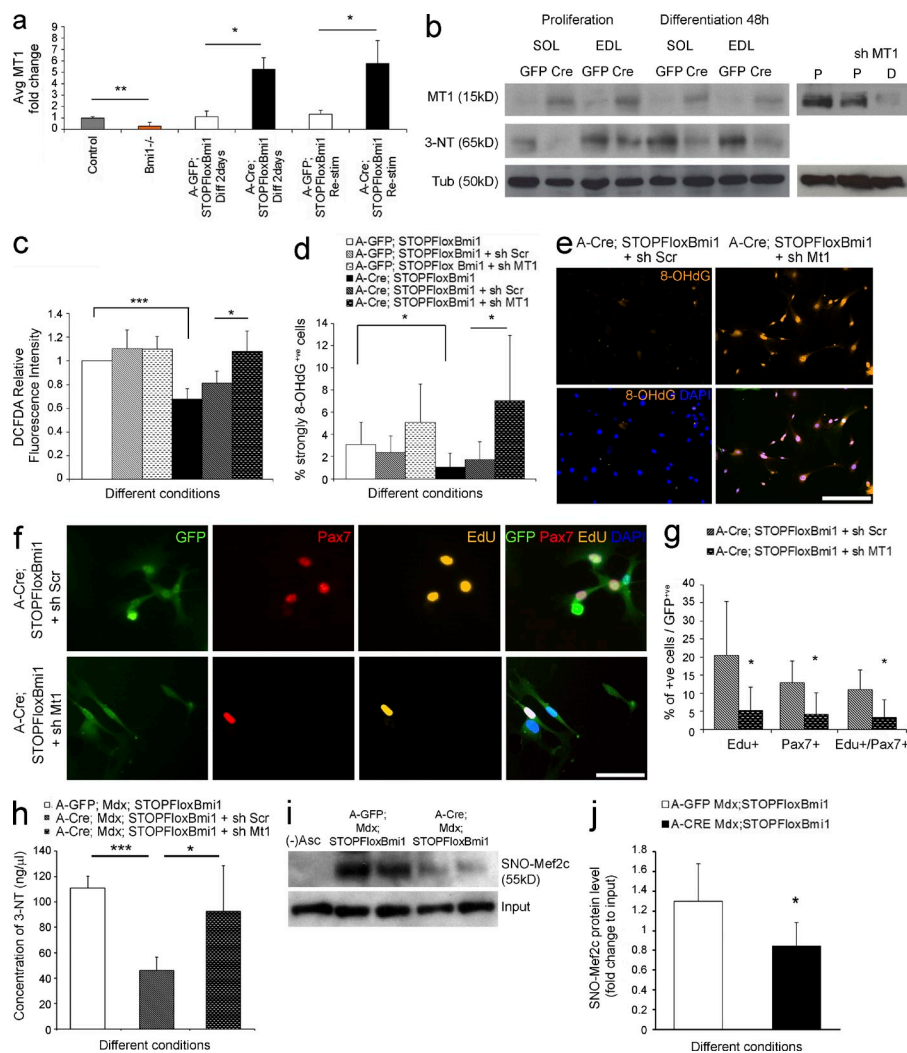 a
Avg MT1
fold change
9
8
7
6
5
4
3
2
1
0
**
*
*
Control
Bmi1-/-
A-GFP;
STOPFloxBmi1
Diff 2days
A-Cre;
STOPFloxBmi1
Diff 2days
A-GFP;
STOPFloxBmi1
Re-stim
A-Cre;
STOPFloxBmi1
Re-stim
b
Proliferation
Differentiation 48h
SOL
EDL
SOL
EDL
sh MT1
GFP Cre
GFP Cre
GFP Cre
GFP Cre
P
P
D
MT1 (15kD)
3-NT (65kD)
Tub (50kD)
c
DCFDA Relative
Fluorescence Intensity
1.4
1.2
1
0.8
0.6
0.4
0.2
0
***
*
Different conditions
d
A-GFP; STOPFloxBmi1
A-GFP; STOPFloxBmi1 + sh Scr
A-GFP; STOPFlox Bmi1 + sh MT1
A-Cre; STOPFloxBmi1
A-Cre; STOPFloxBmi1 + sh Scr
A-Cre; STOPFloxBmi1 + sh MT1
% strongly 8-OHdG +ve cells
14
12
10
8
6
4
2
0
*
*
Different conditions
e
A-Cre; STOPFloxBmi1
+ sh Scr
A-Cre; STOPFloxBmi1
+ sh Mt1
8-OHdG
8-OHdG
8-OHdG DAPI
8-OHdG DAPI
f
A-Cre;
STOPFloxBmi1
+ sh Scr
GFP
Pax7
EdU
GFP Pax7 EdU DAPI
A-Cre;
STOPFloxBmi1
+ sh Mt1
g
A-Cre; STOPFloxBmi1 + sh Scr
A-Cre; STOPFloxBmi1 + sh MT1
% of +ve cells / GFP+ve
40
35
30
25
20
15
10
5
0
*
*
*
Edu+
Pax7+
Edu+/Pax7+
h
A-GFP; Mdx; STOPFloxBmi1
A-Cre; Mdx; STOPFloxBmi1 + sh Scr
A-Cre; Mdx; STOPFloxBmi1 + sh Mt1
Concentration of 3-NT (ng/µl)
140
120
100
80
60
40
20
0
***
*
Different conditions
i
(-)Asc
A-GFP;
Mdx;
STOPFloxBmi1
A-Cre;
Mdx;
STOPFloxBmi1
SNO-Mef2c
(55kD)
Input
j
A-GFP Mdx;STOPFloxBmi1
A-CRE Mdx;STOPFloxBmi1
SNO-Mef2c protein level
(fold change to input)
1.8
1.6
1.4
1.2
1
0.8
0.6
0.4
0.2
0
*
Different conditions